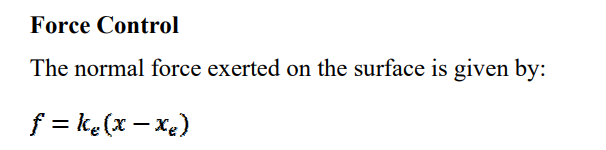 Force Control
The normal force exerted on the surface is given by:
f = kₑ(x − xₑ)